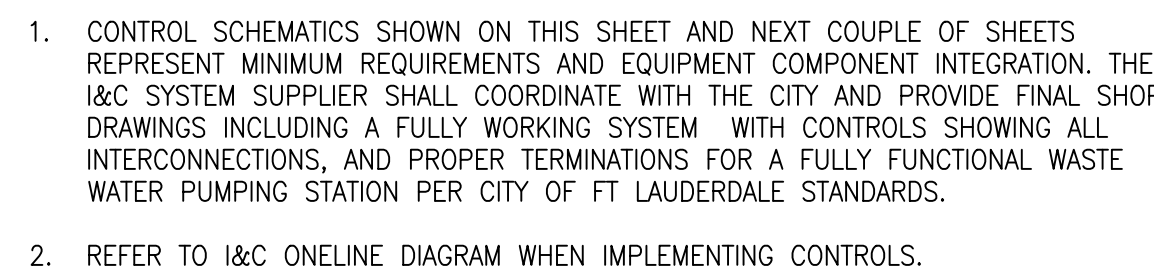 1. CONTROL SCHEMATICS SHOWN ON THIS SHEET AND NEXT COUPLE OF SHEETS
REPRESENT MINIMUM REQUIREMENTS AND EQUIPMENT COMPONENT INTEGRATION. THE
I&C SYSTEM SUPPLIER SHALL COORDINATE WITH THE CITY AND PROVIDE FINAL SHOP
DRAWINGS INCLUDING A FULLY WORKING SYSTEM WITH CONTROLS SHOWING ALL
INTERCONNECTIONS, AND PROPER TERMINATIONS FOR A FULLY FUNCTIONAL WASTE
WATER PUMPING STATION PER CITY OF FT LAUDERDALE STANDARDS.
2. REFER TO I&C ONELINE DIAGRAM WHEN IMPLEMENTING CONTROLS.